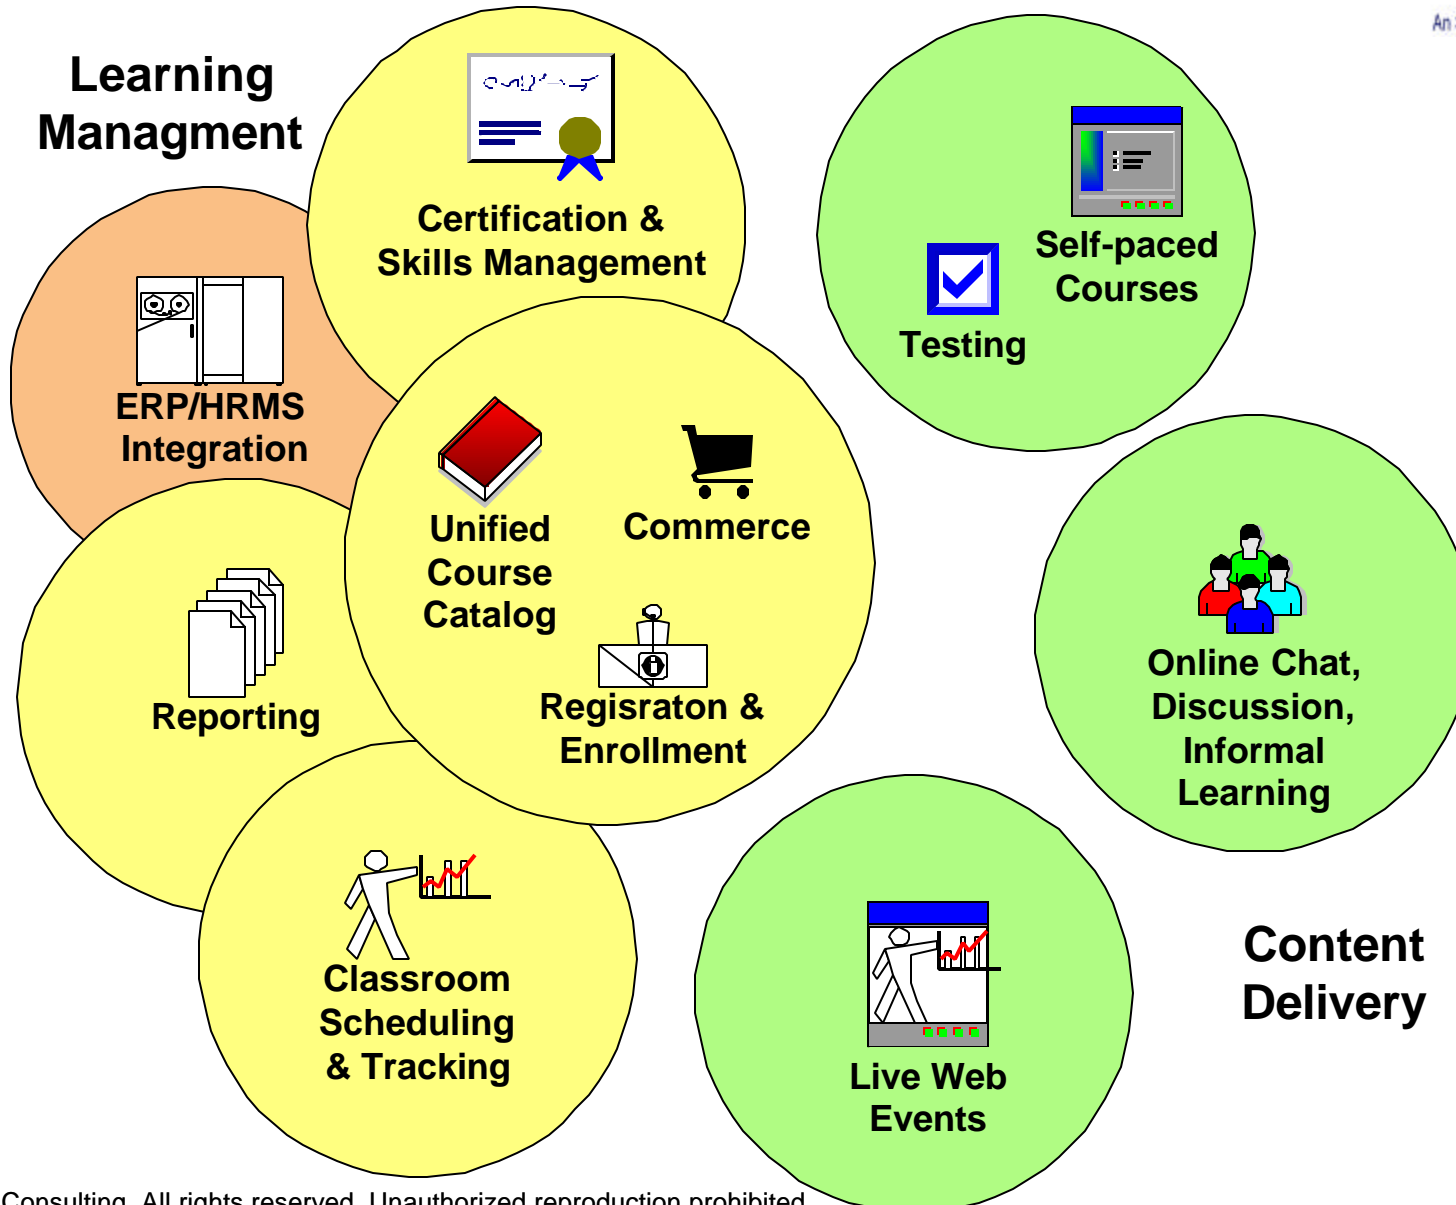 An
Learning
Managment
Certification &
Skills Management
ERP/HRMS
Integration
Unified
Course
Catalog
Commerce
Regisraton &
Enrollment
Reporting
Classroom
Scheduling
& Tracking
Self-paced
Courses
Testing
Online Chat,
Discussion,
Informal
Learning
Live Web
Events
Content
Delivery
Consulting. All rights reserved. Unauthorized reproduction prohibited